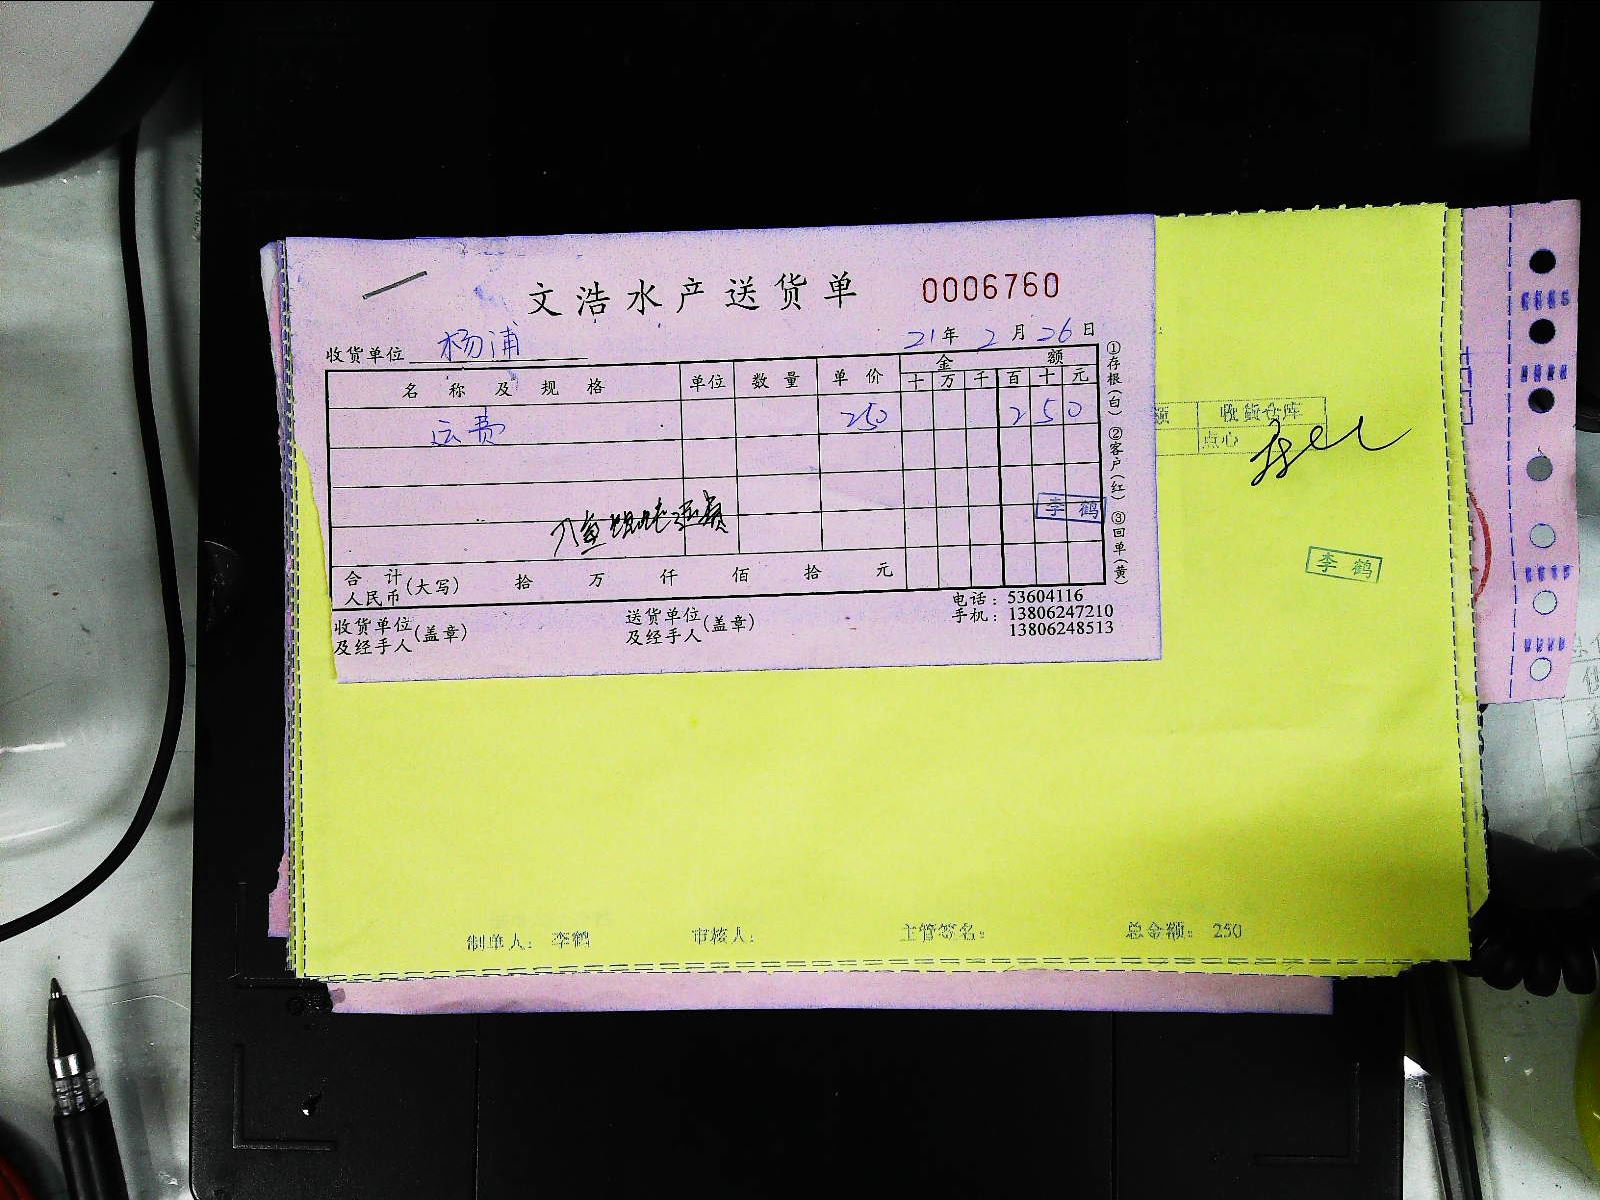 文浩水产送货单 0006760
收货单位 杨浦 21年2月26日
名称及规格 单位 数量 单价 金额
十 万 千 百 十 元
运费 250 250
李鹤
合计人民币(大写) 拾 万 仟 佰 拾 元
收货单位及经手人(盖章) 送货单位及经手人(盖章)
电话：53604116
手机：13806247210
13806248513
①存根(白) ②客户(红) ③回单(黄)
额 收货仓库
点心
李鹤
制单人：李鹤 审核人： 主管签名： 总金额：250